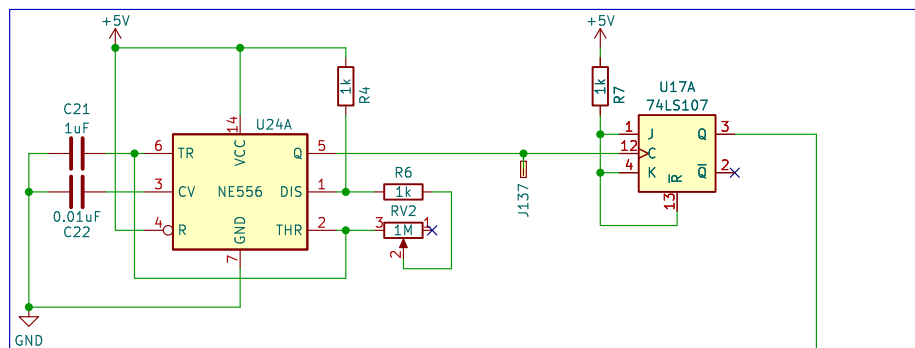 +5V
+5V
C21
1uF
U24A
1k
R4
14
VCC
6
TR
Q
5
3
CV
NE556
DIS
1
0.01uF
C22
4
R
GND
THR
2
7
R6
1k
RV2
3
1M
1
2
J137
1k
R7
U17A
74LS107
1
J
Q
3
12
C
4
K
Q
2
R
13
GND